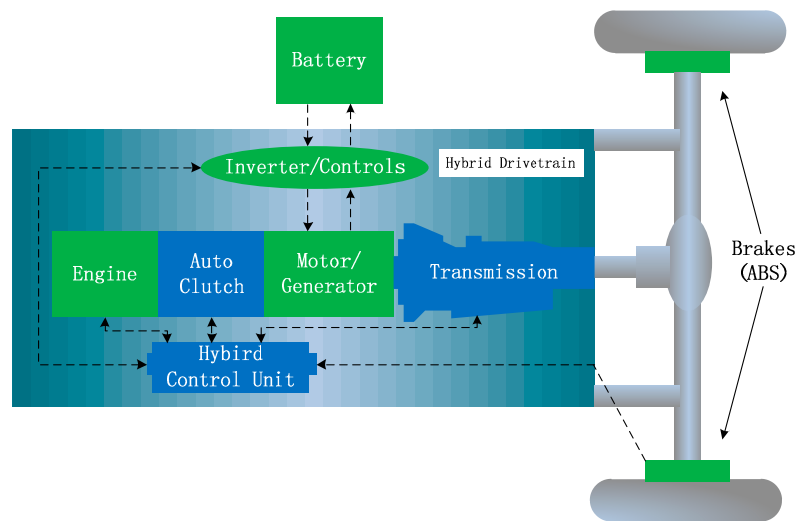 Battery
Inverter/Controls
Hybrid Drivetrain
Engine
Auto
Clutch
Motor/
Generator
Transmission
Brakes
(ABS)
Hybird
Control Unit